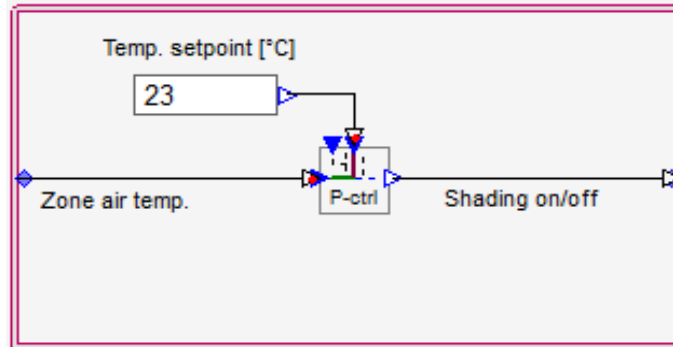 Temp. setpoint [°C]
23
P-ctrl
Zone air temp.
Shading on/off